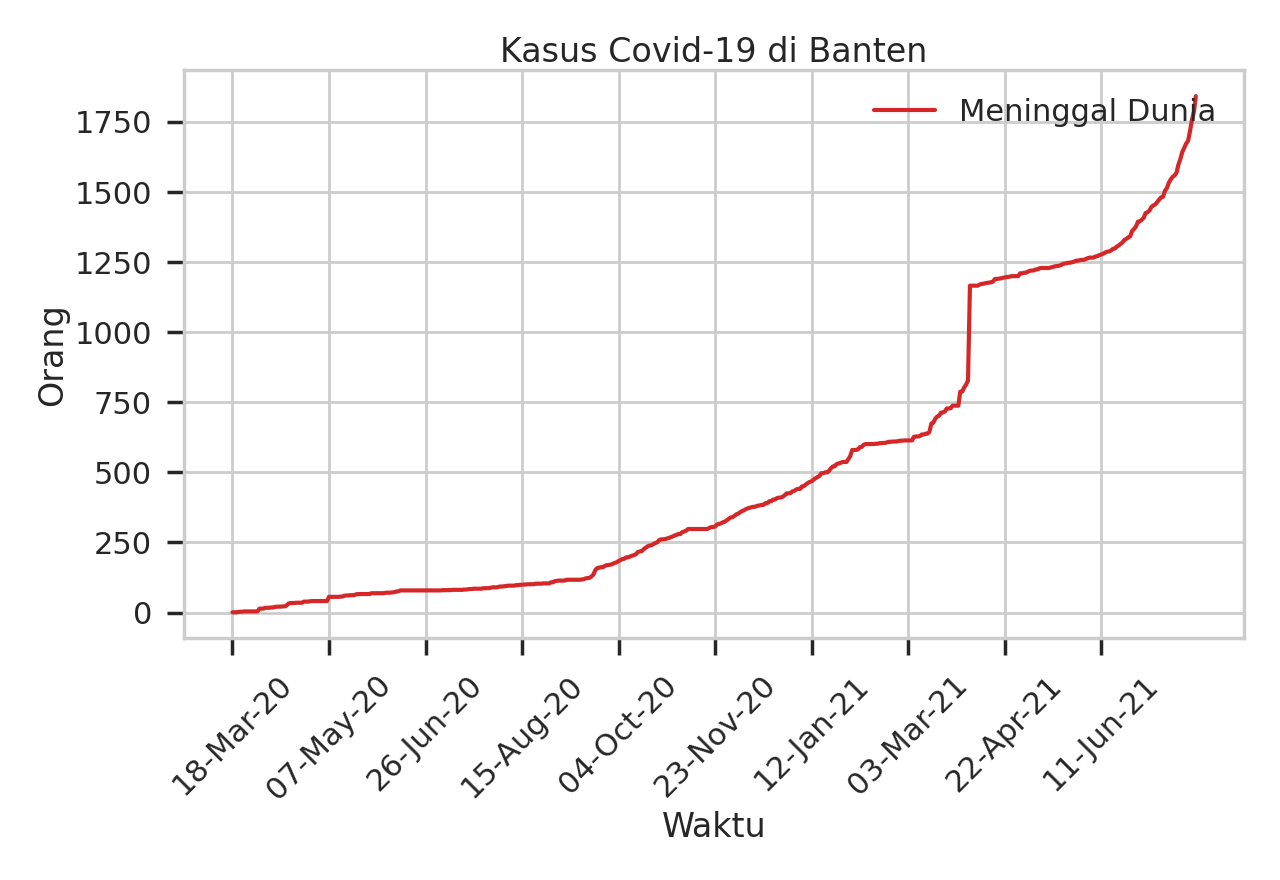 Kasus Covid-19 di Banten
Meninggal Dunia
1750
1500
1250
1000
750
500
250
0
Orang
18-Mar-20
07-May-20
26-Jun-20
15-Aug-20
04-Oct-20
23-Nov-20
12-Jan-21
03-Mar-21
22-Apr-21
11-Jun-21
Waktu